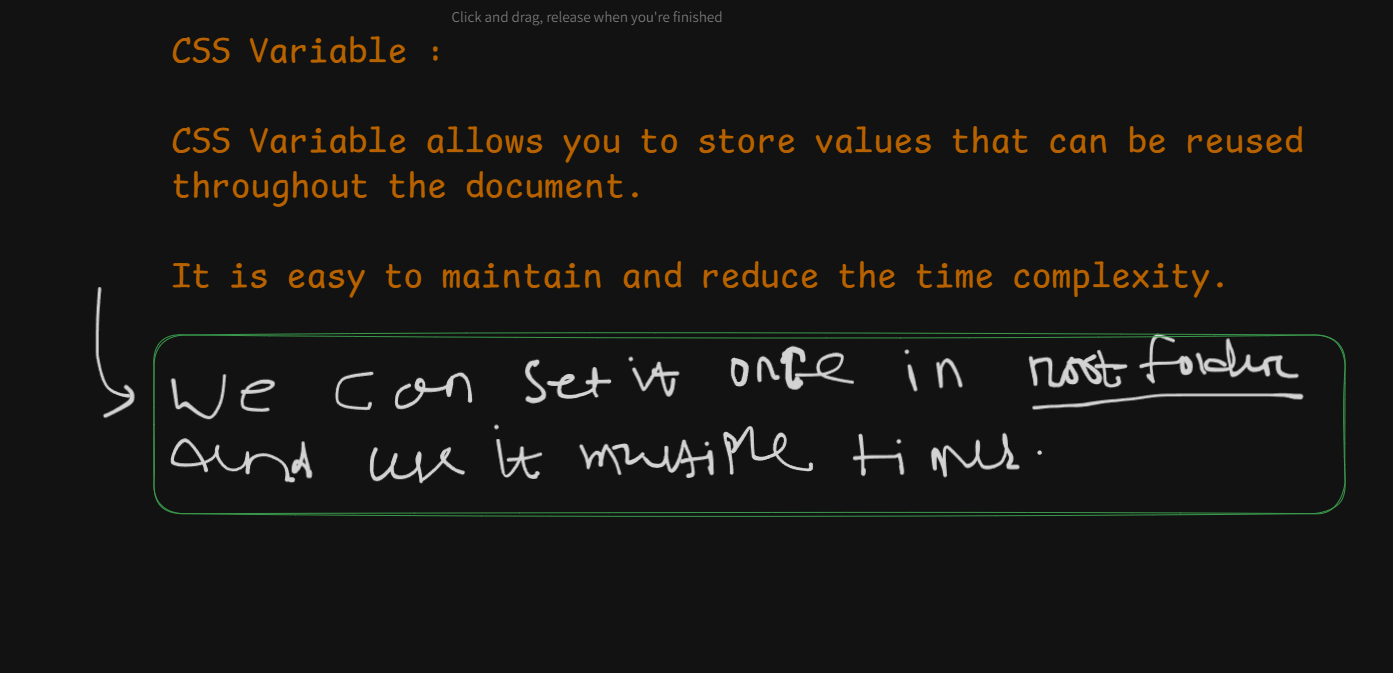 Click and drag, release when you're finished
CSS Variable :
CSS Variable allows you to store values that can be reused
throughout the document.
It is easy to maintain and reduce the time complexity.
We can set it once in root folder
and use it multiple times.